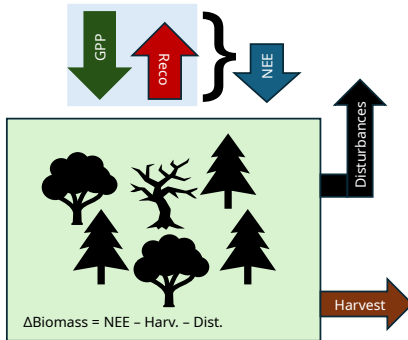 GPP
Reco
NEE
Disturbances
Harvest
ΔBiomass = NEE – Harv. – Dist.